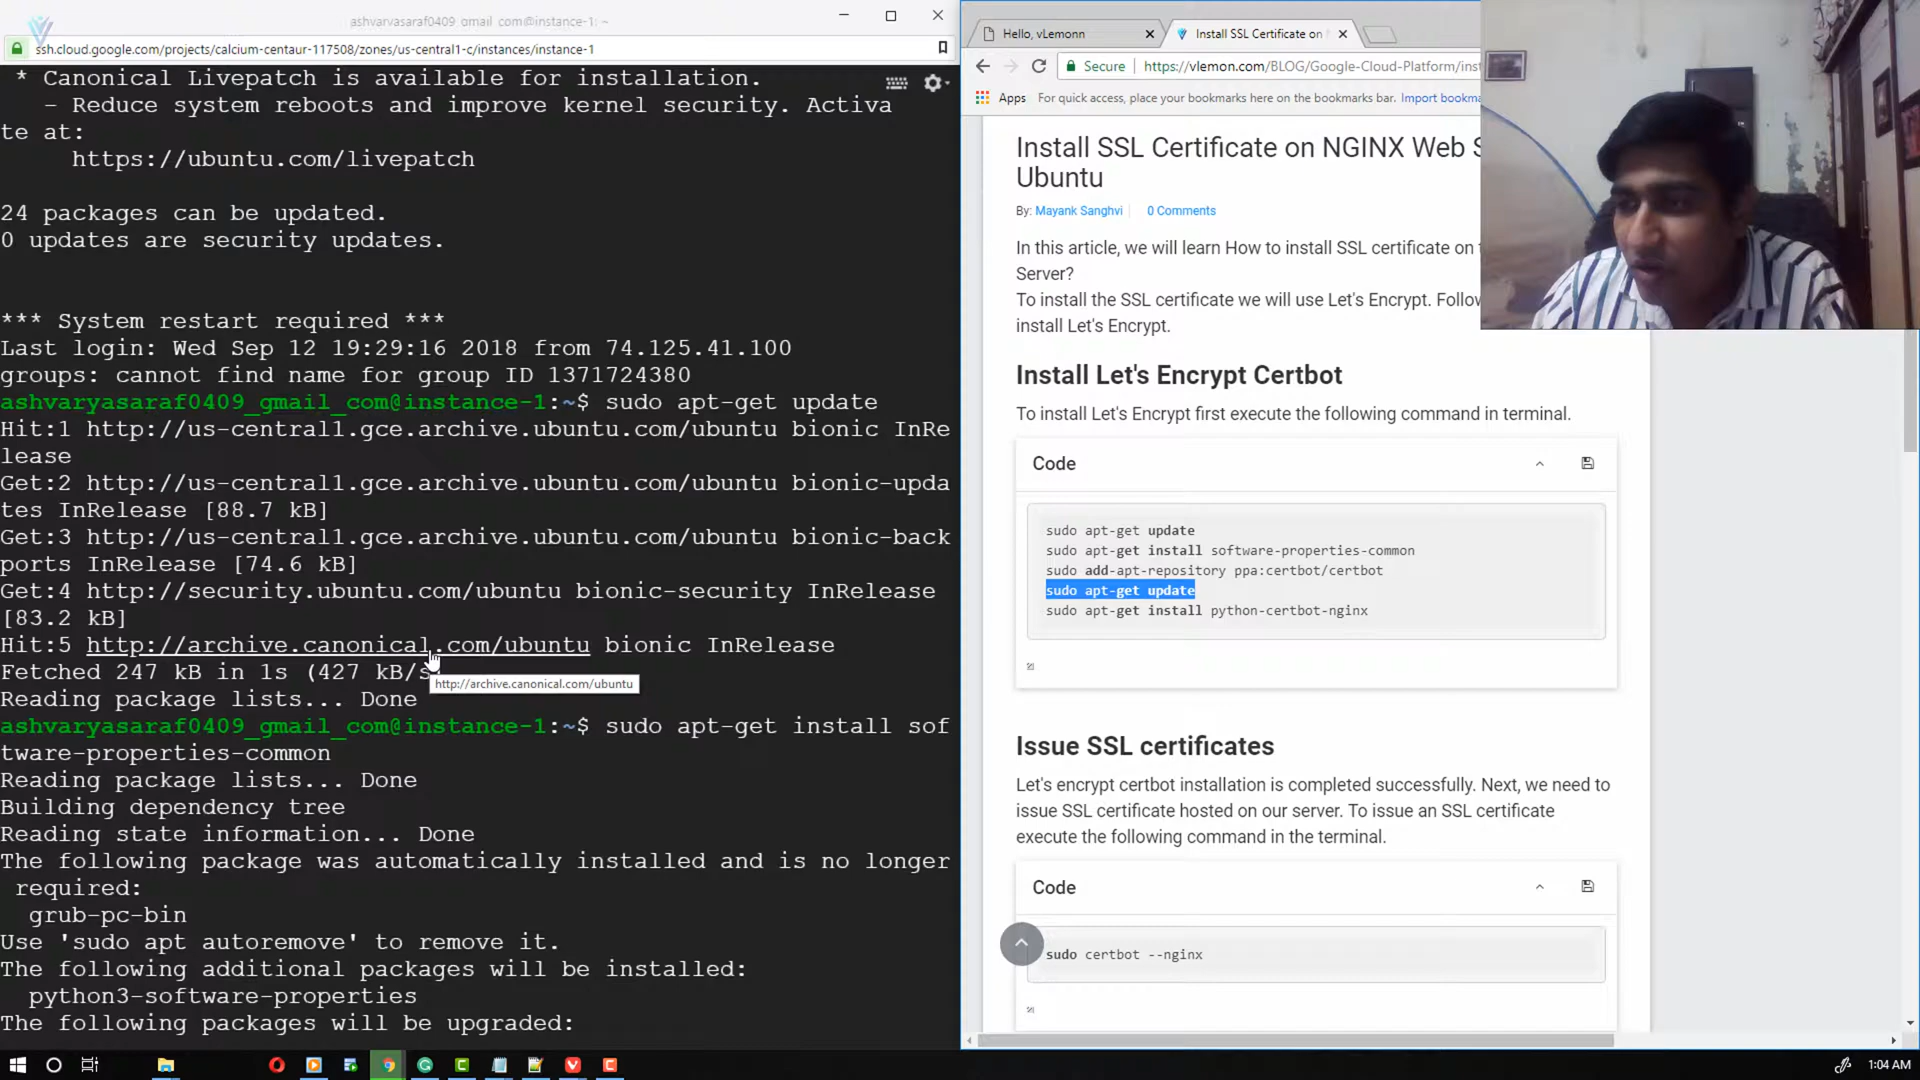 ashvaryasaraf0409_gmail_com@instance-1: ~
ssh.cloud.google.com/projects/calcium-centaur-117508/zones/us-central1-c/instances/instance-1
* Canonical Livepatch is available for installation.
- Reduce system reboots and improve kernel security. Activa
te at:
https://ubuntu.com/livepatch
24 packages can be updated.
0 updates are security updates.
*** System restart required ***
Last login: Wed Sep 12 19:29:16 2018 from 74.125.41.100
groups: cannot find name for group ID 1371724380
ashvaryasaraf0409_gmail_com@instance-1:~$ sudo apt-get update
Hit:1 http://us-central1.gce.archive.ubuntu.com/ubuntu bionic InRe
lease
Get:2 http://us-central1.gce.archive.ubuntu.com/ubuntu bionic-upda
tes InRelease [88.7 kB]
Get:3 http://us-central1.gce.archive.ubuntu.com/ubuntu bionic-back
ports InRelease [74.6 kB]
Get:4 http://security.ubuntu.com/ubuntu bionic-security InRelease
[83.2 kB]
Hit:5 http://archive.canonical.com/ubuntu bionic InRelease
Fetched 247 kB in 1s (427 kB/s
http://archive.canonical.com/ubuntu
Reading package lists... Done
ashvaryasaraf0409_gmail_com@instance-1:~$ sudo apt-get install sof
tware-properties-common
Reading package lists... Done
Building dependency tree
Reading state information... Done
The following package was automatically installed and is no longer
required:
grub-pc-bin
Use 'sudo apt autoremove' to remove it.
The following additional packages will be installed:
python3-software-properties
The following packages will be upgraded:
Hello, vLemonn
Install SSL Certificate on
Secure
https://vlemon.com/BLOG/Google-Cloud-Platform/inst
Apps
For quick access, place your bookmarks here on the bookmarks bar. Import bookma
Install SSL Certificate on NGINX Web S
Ubuntu
By: Mayank Sanghvi
0 Comments
In this article, we will learn How to install SSL certificate on
Server?
To install the SSL certificate we will use Let's Encrypt. Follow
install Let's Encrypt.
Install Let's Encrypt Certbot
To install Let's Encrypt first execute the following command in terminal.
Code
sudo apt-get update
sudo apt-get install software-properties-common
sudo add-apt-repository ppa:certbot/certbot
sudo apt-get update
sudo apt-get install python-certbot-nginx
Issue SSL certificates
Let's encrypt certbot installation is completed successfully. Next, we need to
issue SSL certificate hosted on our server. To issue an SSL certificate
execute the following command in the terminal.
Code
sudo certbot --nginx
1:04 AM